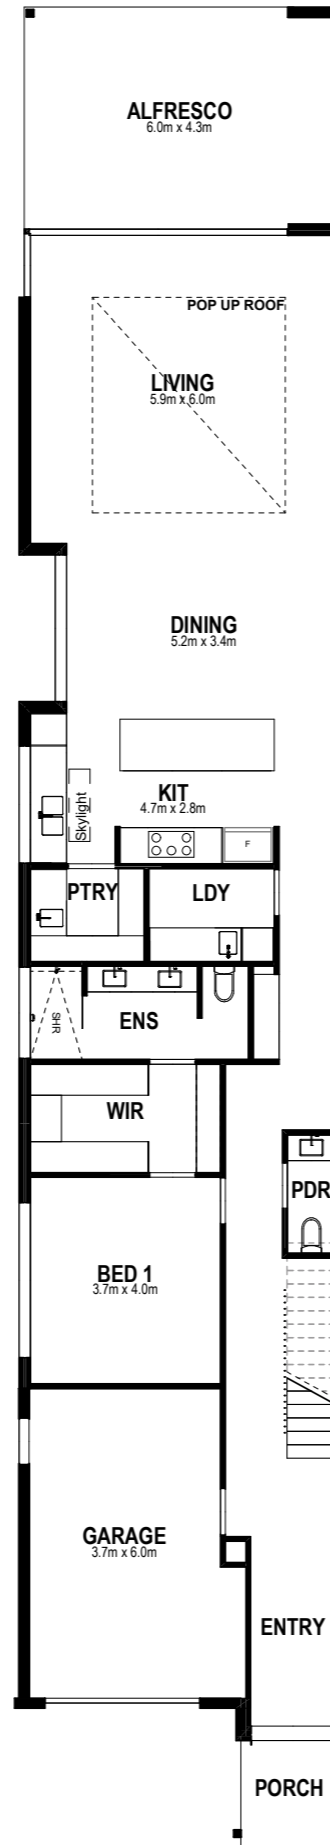 ALFRESCO
6.0m x 4.3m
POP UP ROOF
LIVING
5.9m x 6.0m
DINING
5.2m x 3.4m
KIT
4.7m x 2.8m
Skylight
F
PTRY
LDY
ENS
SHR
WIR
PDR
BED 1
3.7m x 4.0m
GARAGE
3.7m x 6.0m
ENTRY
PORCH